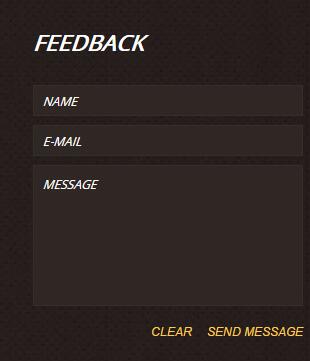 FEEDBACK
NAME
E-MAIL
MESSAGE
CLEAR SEND MESSAGE